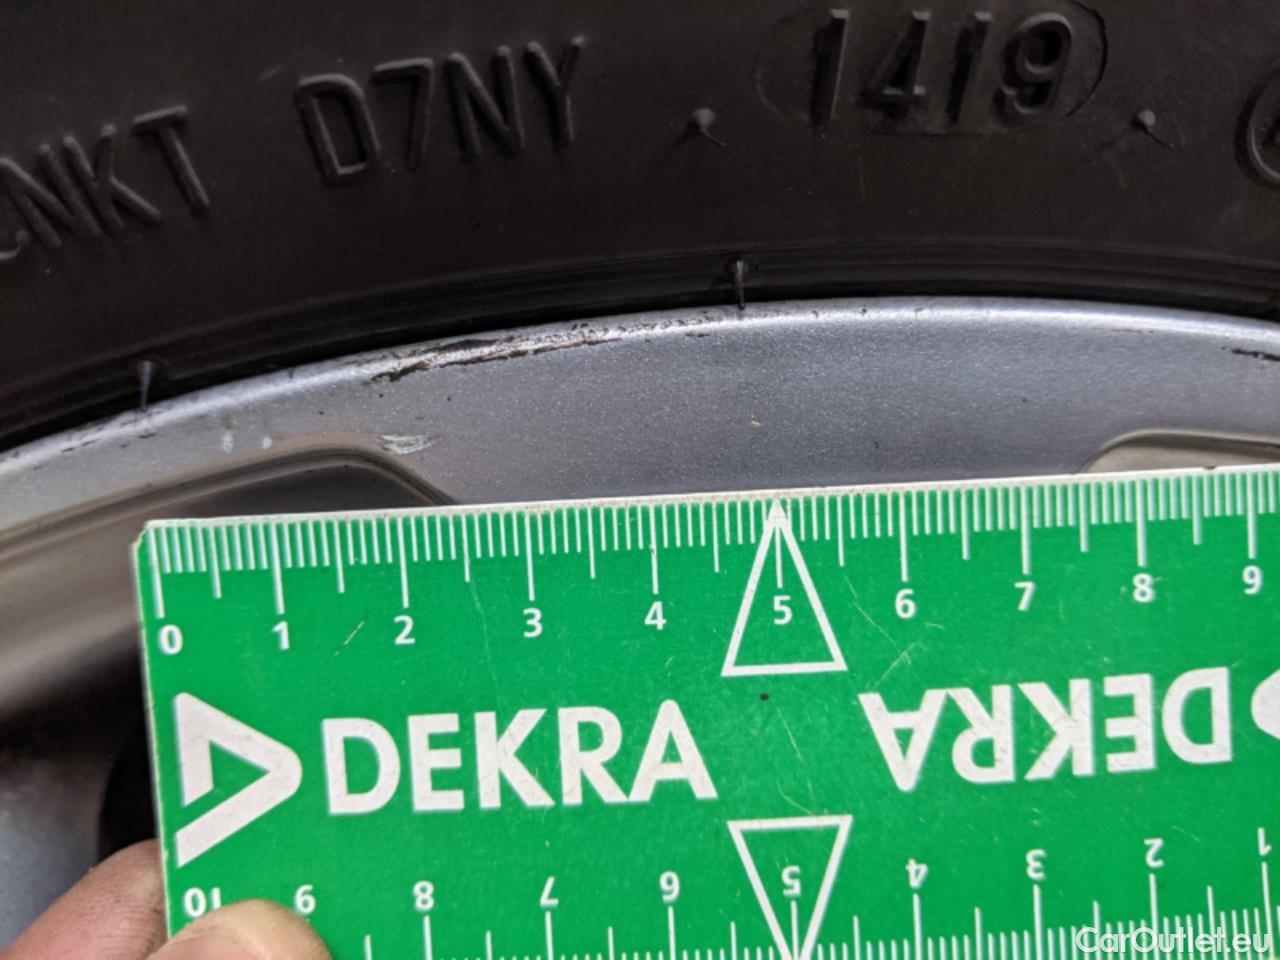 CNKT D7NY 1419
0 1 2 3 4 5 6 7 8 9
DEKRA DEKRA
10 9 8 7 6 5 4 3 2 1
CarOutlet.eu